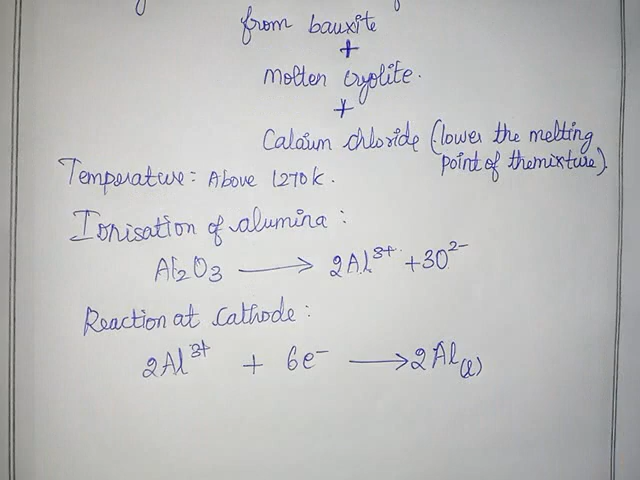 from bauxite
+
molten cryolite.
+
Calcium chloride (lower the melting
point of the mixture)
Temperature: Above 1270k.
Ionisation of alumina:
Al2O3 ⟶ 2Al³⁺ + 3O²⁻
Reaction at cathode:
2Al³⁺ + 6e⁻ ⟶ 2Al(l)